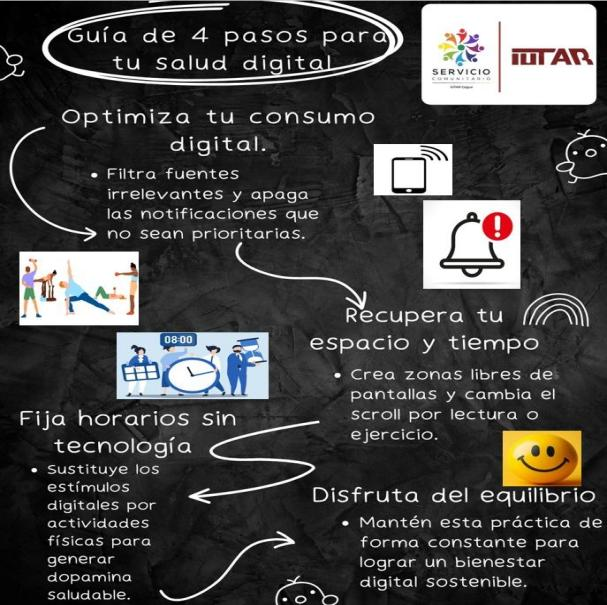 Guía de 4 pasos para
tu salud digital
SERVICIO
COMUNITARIO
IUTAR
Optimiza tu consumo
digital.
• Filtra fuentes
irrelevantes y apaga
las notificaciones que
no sean prioritarias.
08:00
Recupera tu
espacio y tiempo
• Crea zonas libres de
pantallas y cambia el
scroll por lectura o
ejercicio.
Fija horarios sin
tecnología
• Sustituye los
estímulos
digitales por
actividades
físicas para
generar
dopamina
saludable.
Disfruta del equilibrio
• Mantén esta práctica de
forma constante para
lograr un bienestar
digital sostenible.